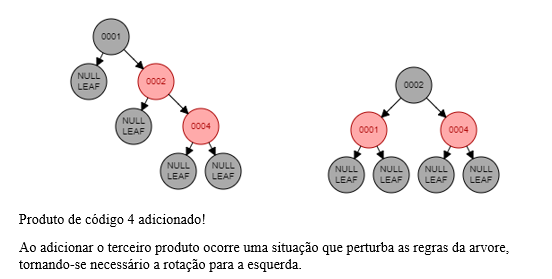 0001
0002
NULL
LEAF
0002
NULL
LEAF
0001
0004
0004
NULL
LEAF
NULL
LEAF
NULL
LEAF
NULL
LEAF
NULL
LEAF
NULL
LEAF
Produto de código 4 adicionado!
Ao adicionar o terceiro produto ocorre uma situação que perturba as regras da arvore,
tornando-se necessário a rotação para a esquerda.